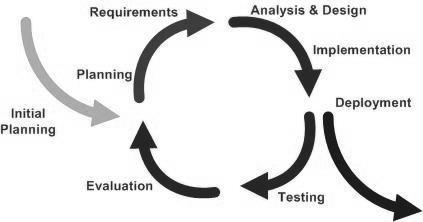 Requirements
Analysis & Design
Implementation
Planning
Deployment
Initial
Planning
Evaluation
Testing